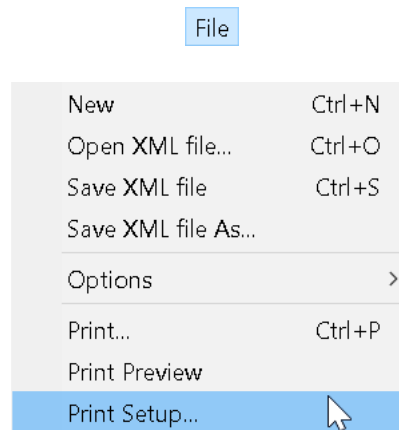 File
New Ctrl+N
Open XML file... Ctrl+O
Save XML file Ctrl+S
Save XML file As...
Options
Print... Ctrl+P
Print Preview
Print Setup...